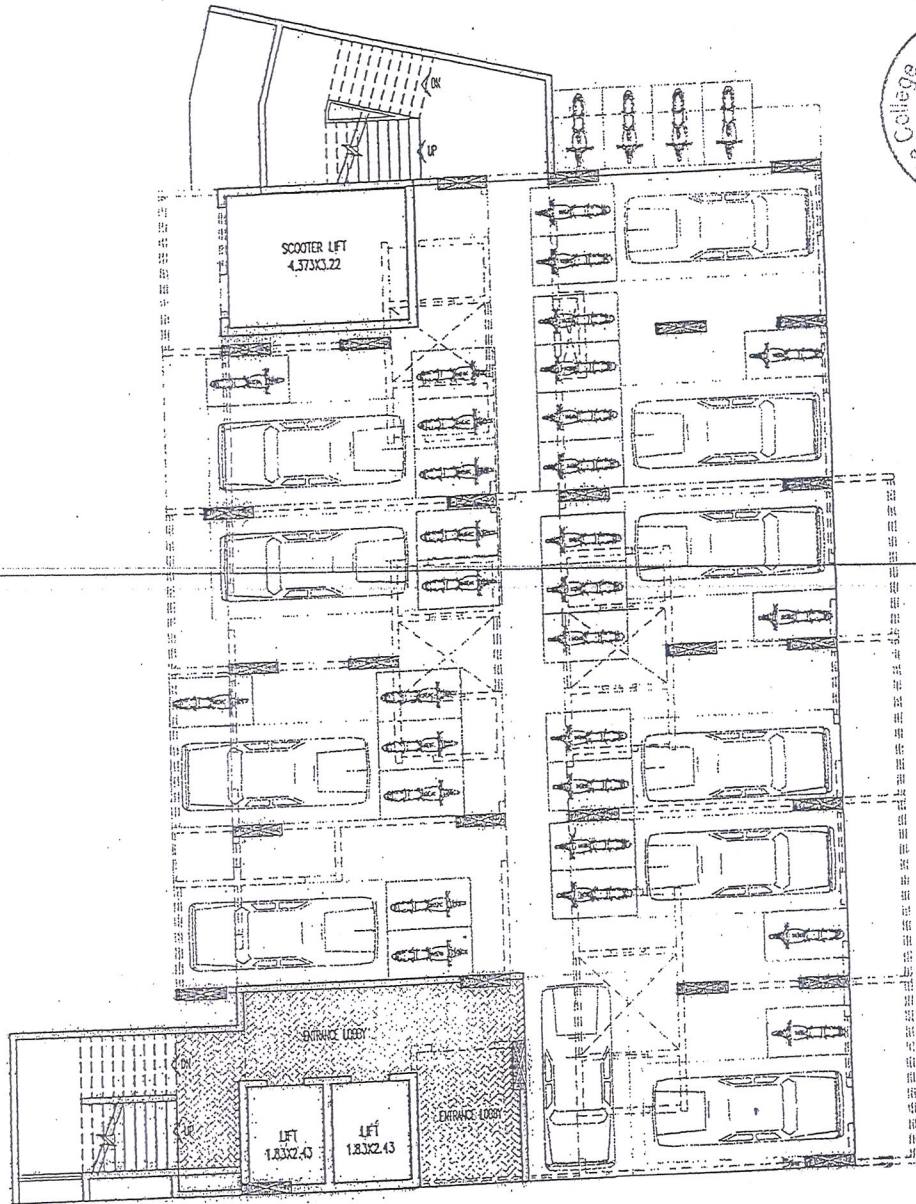 College
DN
UP
SCOOTER LIFT
4.373X3.22
ENTRANCE LOBBY
DN
UP
LIFT
1.83X2.43
LIFT
1.83X2.43
ENTRANCE LOBBY